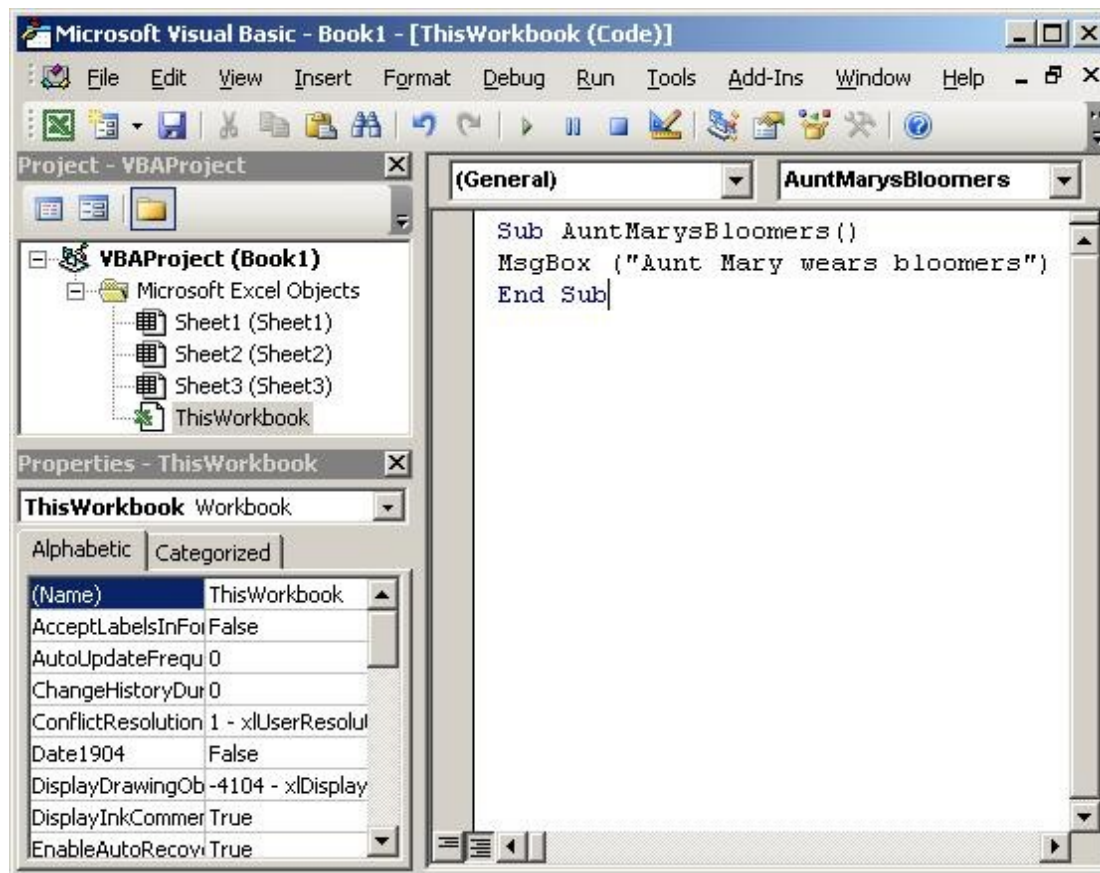 Microsoft Visual Basic - Book1 - [ThisWorkbook (Code)]
File Edit View Insert Format Debug Run Tools Add-Ins Window Help
Project - VBAProject
VBAProject (Book1)
Microsoft Excel Objects
Sheet1 (Sheet1)
Sheet2 (Sheet2)
Sheet3 (Sheet3)
ThisWorkbook
Properties - ThisWorkbook
ThisWorkbook Workbook
Alphabetic Categorized
(Name) ThisWorkbook
AcceptLabelsInFor False
AutoUpdateFrequ 0
ChangeHistoryDur 0
ConflictResolution 1 - xlUserResolut
Date1904 False
DisplayDrawingOb -4104 - xlDisplay
DisplayInkCommer True
EnableAutoRecov True
(General) AuntMarysBloomers
Sub AuntMarysBloomers()
MsgBox ("Aunt Mary wears bloomers")
End Sub